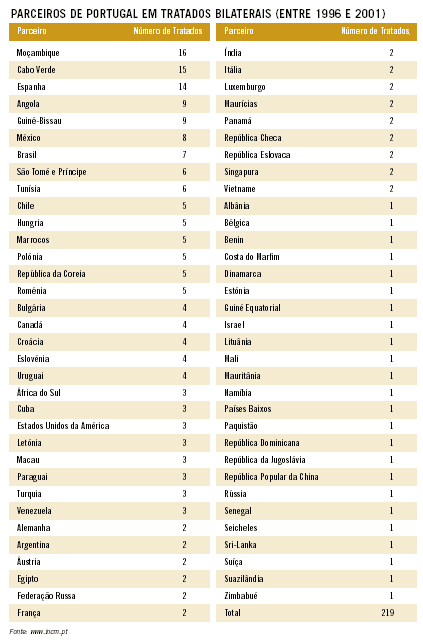 PARCEIROS DE PORTUGAL EM TRATADOS BILATERAIS (ENTRE 1996 E 2001)
Parceiro Número de Tratados
Moçambique 16
Cabo Verde 15
Espanha 14
Angola 9
Guiné-Bissau 9
México 8
Brasil 7
São Tomé e Príncipe 6
Tunísia 6
Chile 5
Hungria 5
Marrocos 5
Polónia 5
República da Coreia 5
Roménia 5
Bulgária 4
Canadá 4
Croácia 4
Eslovénia 4
Uruguai 4
África do Sul 3
Cuba 3
Estados Unidos da América 3
Letónia 3
Macau 3
Paraguai 3
Turquia 3
Venezuela 3
Alemanha 2
Argentina 2
Áustria 2
Egipto 2
Federação Russa 2
França 2
Parceiro Número de Tratados
Índia 2
Itália 2
Luxemburgo 2
Maurícias 2
Panamá 2
República Checa 2
República Eslovaca 2
Singapura 2
Vietname 2
Albânia 1
Bélgica 1
Benin 1
Costa do Marfim 1
Dinamarca 1
Estónia 1
Guiné Equatorial 1
Israel 1
Lituânia 1
Mali 1
Mauritânia 1
Namíbia 1
Países Baixos 1
Paquistão 1
República Dominicana 1
República da Jugoslávia 1
República Popular da China 1
Rússia 1
Senegal 1
Seicheles 1
Sri-Lanka 1
Suíça 1
Suazilândia 1
Zimbabué 1
Total 219
Fonte: www.incm.pt